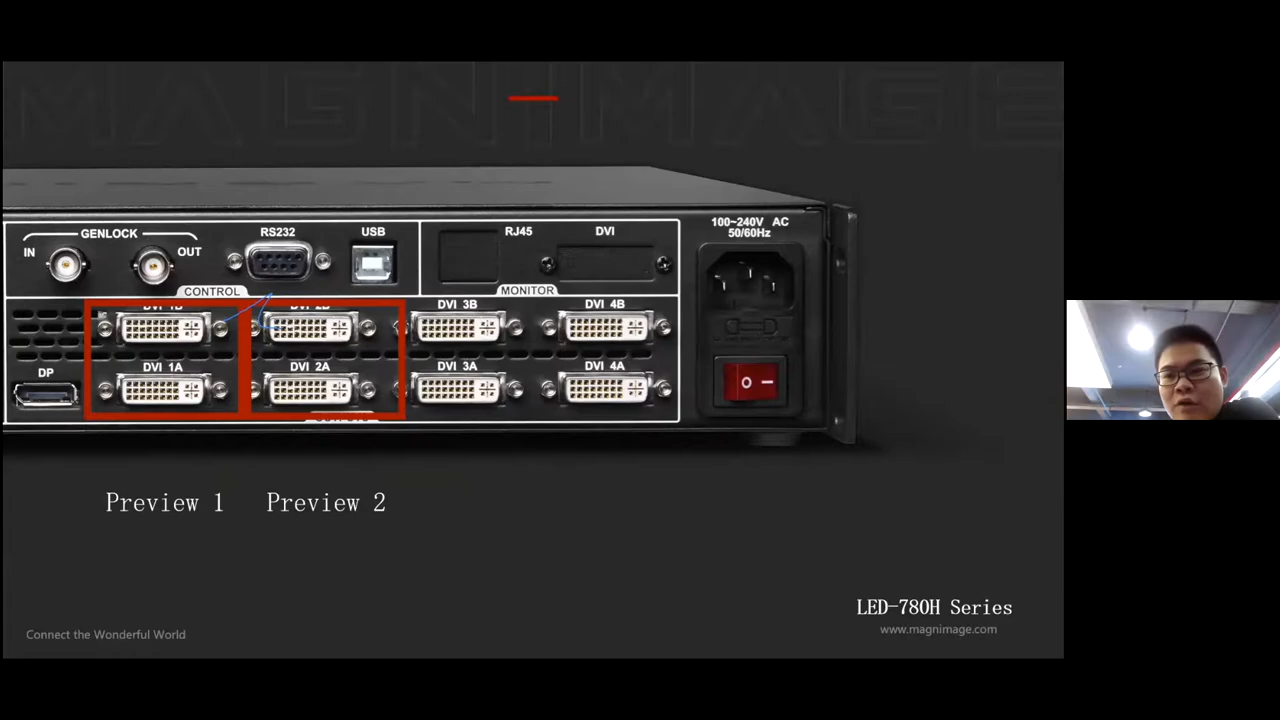 MAGNIMAGE
GENLOCK
IN
OUT
RS232
USB
CONTROL
RJ45
DVI
MONITOR
100~240V AC
50/60Hz
DVI 1B
DVI 2B
DVI 3B
DVI 4B
DP
DVI 1A
DVI 2A
DVI 3A
DVI 4A
Preview 1
Preview 2
LED-780H Series
www.magnimage.com
Connect the Wonderful World